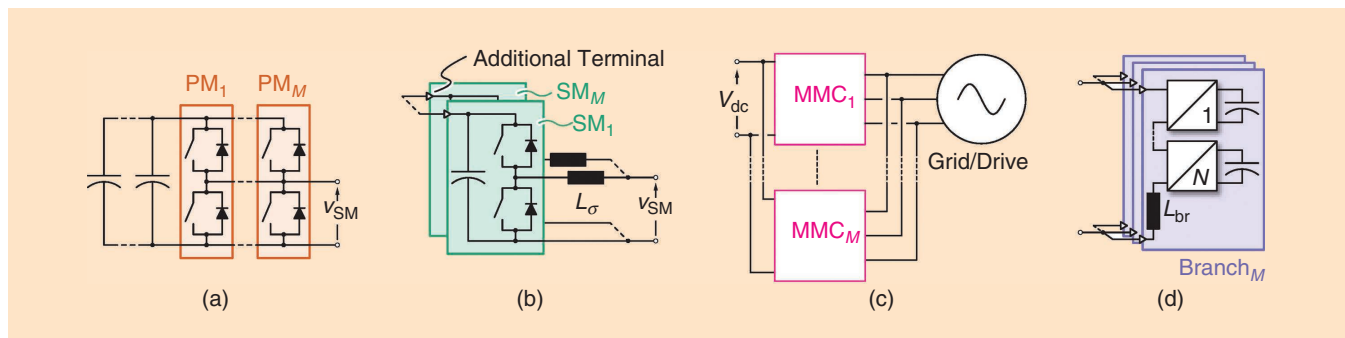 PM1 PMM
vSM
(a)
Additional Terminal
SMM
SM1
Lσ
vSM
(b)
Vdc
MMC1
MMCM
Grid/Drive
(c)
1
N
Lbr
BranchM
(d)